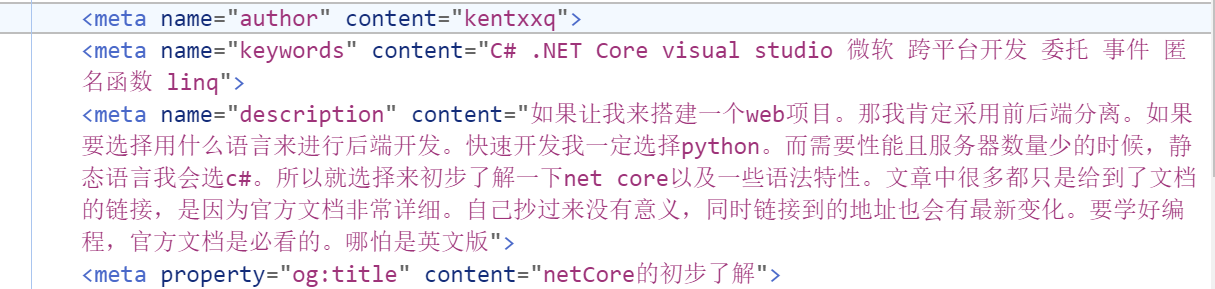 <meta name="author" content="kentxxq">
<meta name="keywords" content="C# .NET Core visual studio 微软 跨平台开发 委托 事件 匿
名函数 linq">
<meta name="description" content="如果让我来搭建一个web项目。那我肯定采用前后端分离。如果
要选择用什么语言来进行后端开发。快速开发我一定选择python。而需要性能且服务器数量少的时候，静
态语言我会选c#。所以就选择来初步了解一下net core以及一些语法特性。文章中很多都只是给到了文档
的链接，是因为官方文档非常详细。自己抄过来没有意义，同时链接到的地址也会有最新变化。要学好编
程，官方文档是必看的。哪怕是英文版">
<meta property="og:title" content="netCore的初步了解">